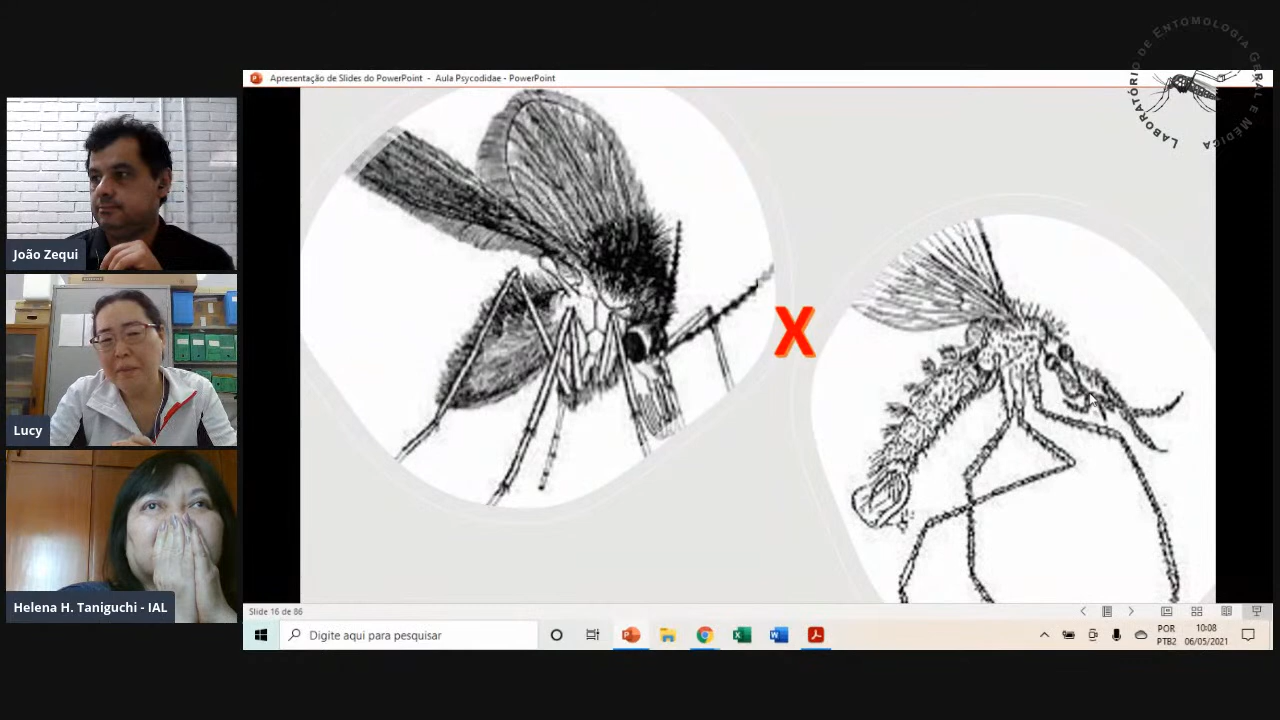 LABORATÓRIO DE ENTOMOLOGIA GERAL E MÉDICA
Apresentação de Slides do PowerPoint - Aula Psycodidae - PowerPoint
João Zequi
Lucy
Helena H. Taniguchi - IAL
X
Slide 16 de 86
Digite aqui para pesquisar
POR
PTB2
10:08
06/05/2021